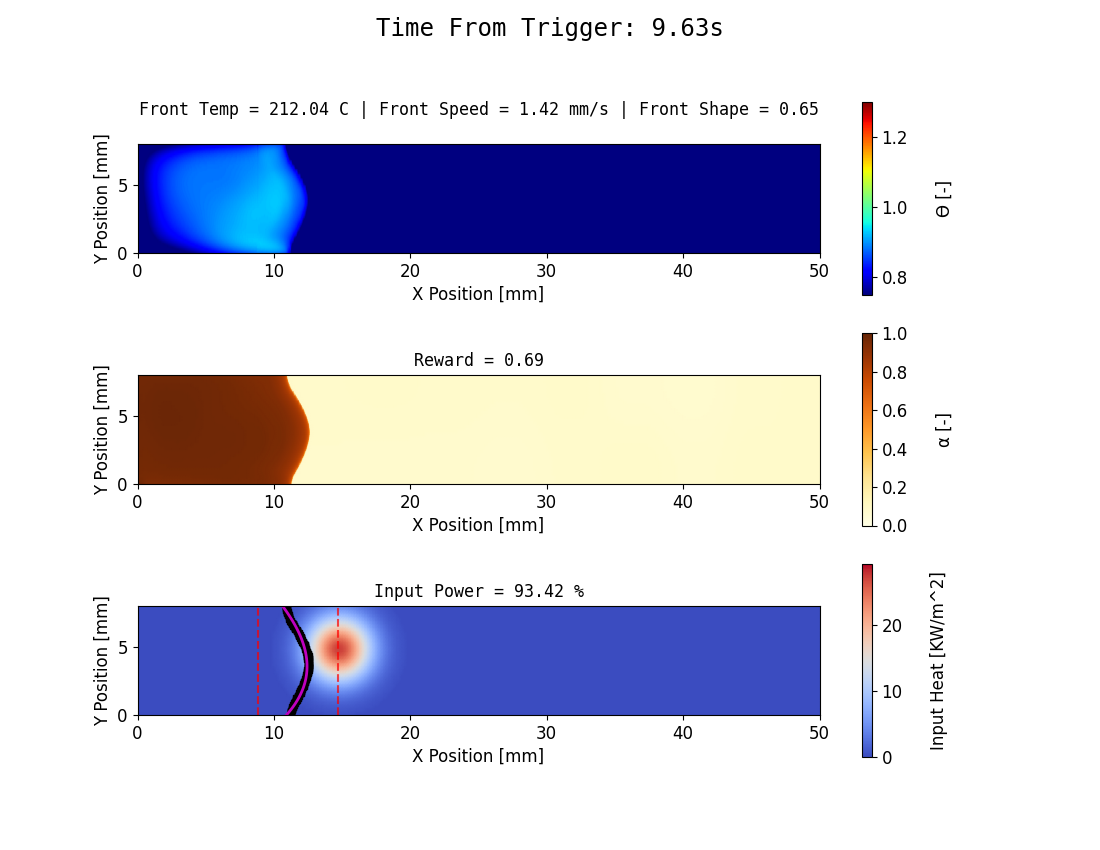 Time From Trigger: 9.63s
Front Temp = 212.04 C | Front Speed = 1.42 mm/s | Front Shape = 0.65
Y Position [mm]
5
0
0 10 20 30 40 50
X Position [mm]
1.2
1.0
0.8
Θ [-]
Reward = 0.69
Y Position [mm]
5
0
0 10 20 30 40 50
X Position [mm]
1.0
0.8
0.6
0.4
0.2
0.0
α [-]
Input Power = 93.42 %
Y Position [mm]
5
0
0 10 20 30 40 50
X Position [mm]
20
10
0
Input Heat [KW/m^2]